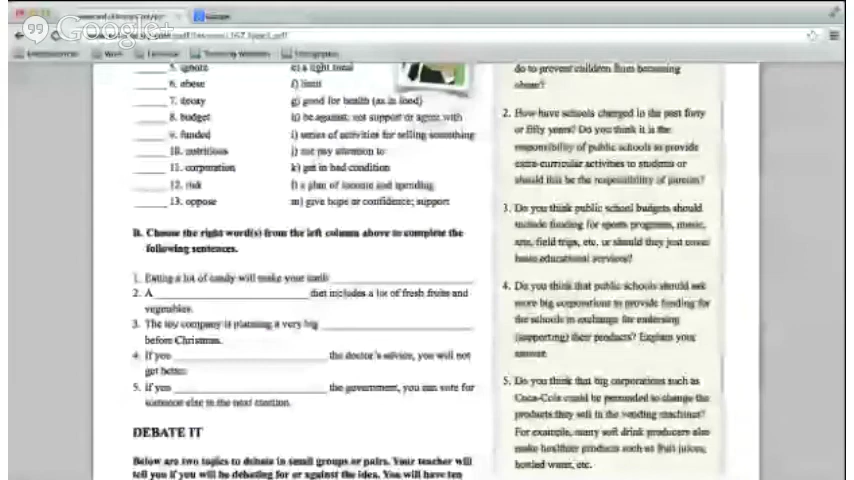 Google+
5. ignore
e) a light meal
6. obese
f) limit
7. decay
g) good for health (as in food)
8. budget
h) be against; not support or agree with
9. funded
i) series of activities for selling something
10. nutritious
j) not pay attention to
11. corporation
k) get in bad condition
12. risk
l) a plan of income and spending
13. oppose
m) give hope or confidence; support
B. Choose the right word(s) from the left column above to complete the
following sentences.
1. Eating a lot of candy will make your teeth
2. A ____ diet includes a lot of fresh fruits and
vegetables.
3. The toy company is planning a very big
before Christmas.
4. If you ____ the doctor's advice, you will not
get better.
5. If you ____ the government, you can vote for
someone else in the next election.
DEBATE IT
Below are two topics to debate in small groups or pairs. Your teacher will
tell you if you will be debating for or against the idea. You will have ten
do to prevent children from becoming
obese?
2. How have schools changed in the past forty
or fifty years? Do you think it is the
responsibility of public schools to provide
extra-curricular activities to students or
should this be the responsibility of parents?
3. Do you think public school budgets should
include funding for sports programs, music,
arts, field trips, etc. or should they just cover
basic educational services?
4. Do you think that public schools should ask
more big corporations to provide funding for
the schools in exchange for endorsing
(supporting) their products? Explain your
answer.
5. Do you think that big corporations such as
Coca-Cola could be persuaded to change the
products they sell in the vending machines?
For example, many soft drink producers also
make healthier products such as fruit juices,
bottled water, etc.